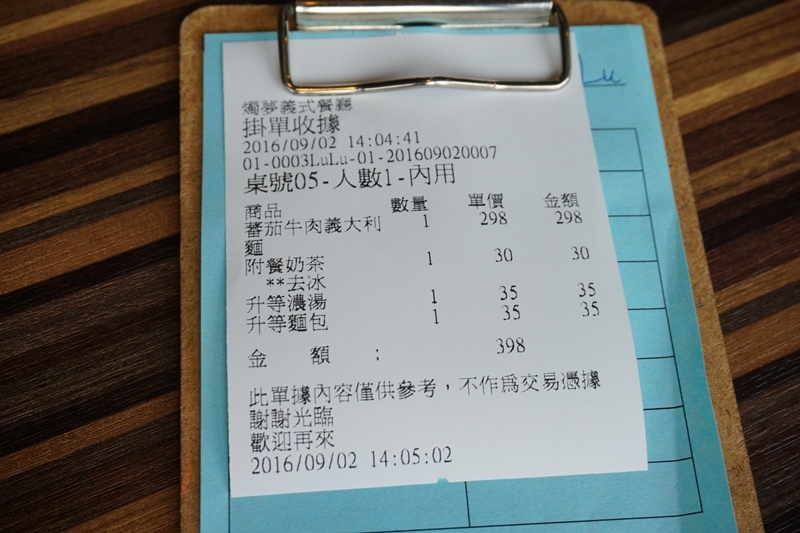 Lu
燭夢義式餐廳
掛單收據
2016/09/02 14:04:41
01-0003LuLu-01-201609020007
桌號05-人數1-內用
商品 數量 單價 金額
蕃茄牛肉義大利 1 298 298
麵
附餐奶茶 1 30 30
**去冰
升等濃湯 1 35 35
升等麵包 1 35 35
金 額 : 398
此單據內容僅供參考，不作為交易憑據
謝謝光臨
歡迎再來
2016/09/02 14:05:02